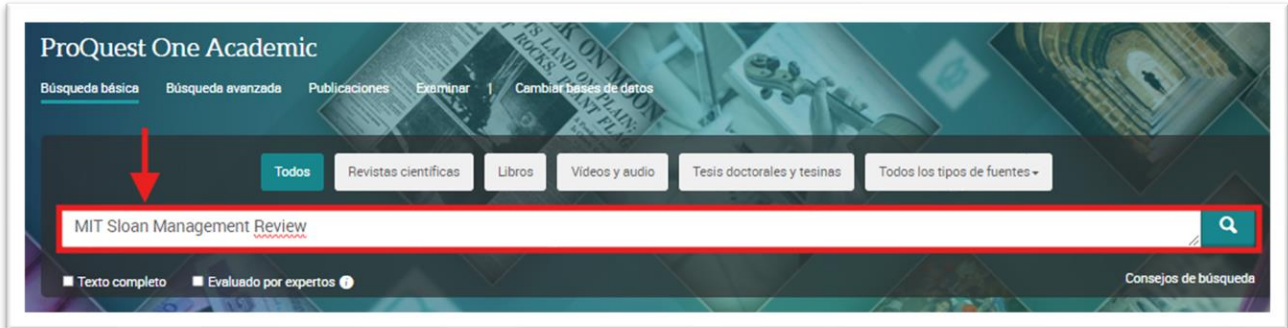 ProQuest One Academic
Búsqueda básica Búsqueda avanzada Publicaciones Examinar | Cambiar bases de datos
Todos Revistas científicas Libros Vídeos y audio Tesis doctorales y tesinas Todos los tipos de fuentes
MIT Sloan Management Review
Texto completo Evaluado por expertos Consejos de búsqueda